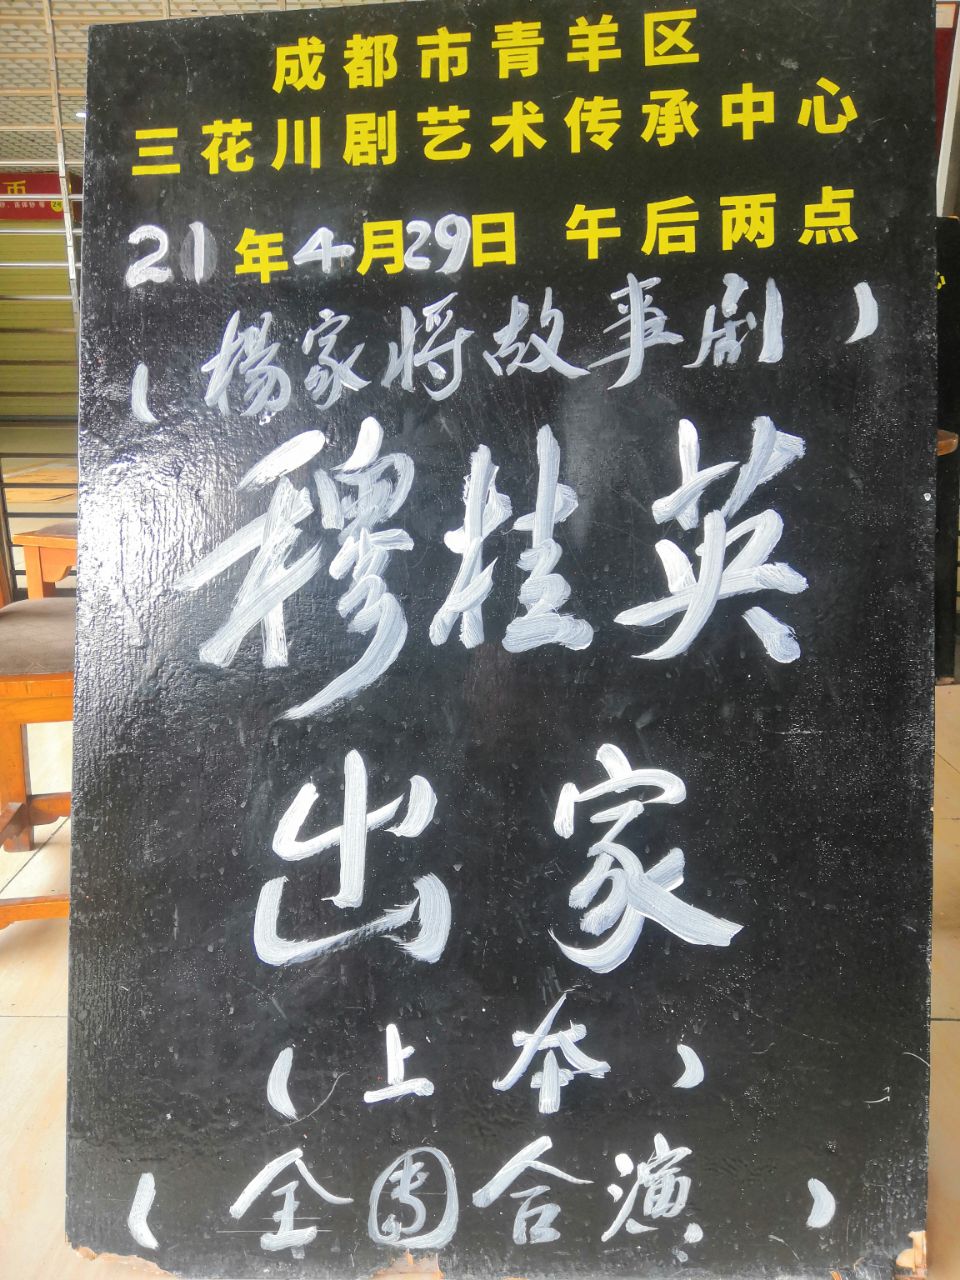 成都市青羊区
三花川剧艺术传承中心
21年4月29日 午后两点
(楊家将故事剧)
穆桂英
出家
(上本)
(全團合演)